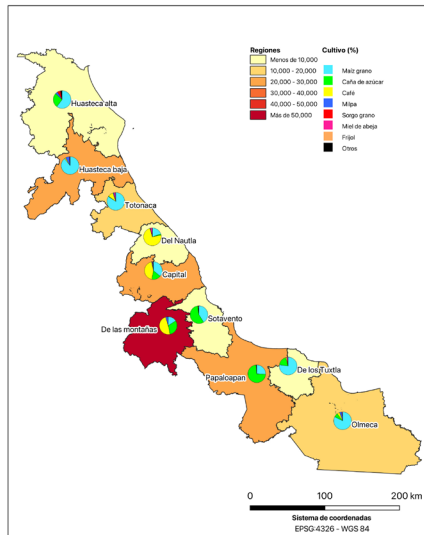 Regiones
Menos de 10,000
10,000 - 20,000
20,000 - 30,000
30,000 - 40,000
40,000 - 50,000
Más de 50,000
Cultivo (%)
Maíz grano
Caña de azúcar
Café
Milpa
Sorgo grano
Miel de abeja
Frijol
Otros
Huasteca alta
Huasteca baja
Totonaca
Del Nautla
Capital
De las montañas
Sotavento
Papaloapan
De los Tuxtla
Olmeca
0 100 200 km
Sistema de coordenadas
EPSG:4326 - WGS 84